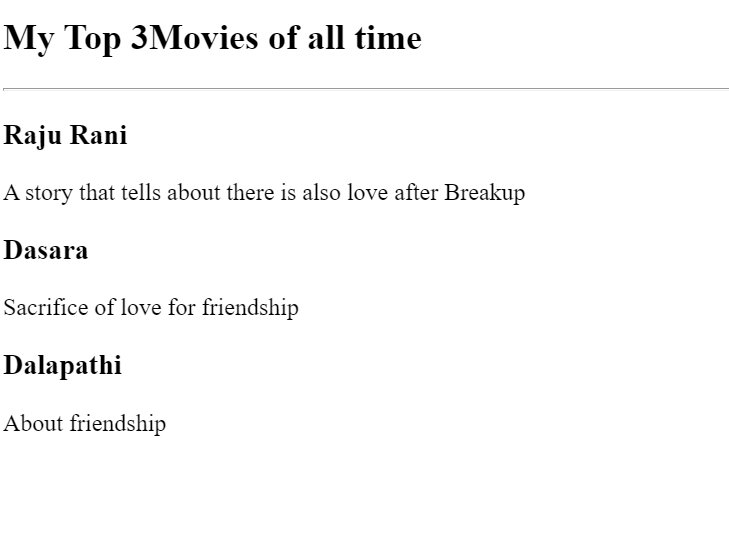 My Top 3Movies of all time
Raju Rani
A story that tells about there is also love after Breakup
Dasara
Sacrifice of love for friendship
Dalapathi
About friendship